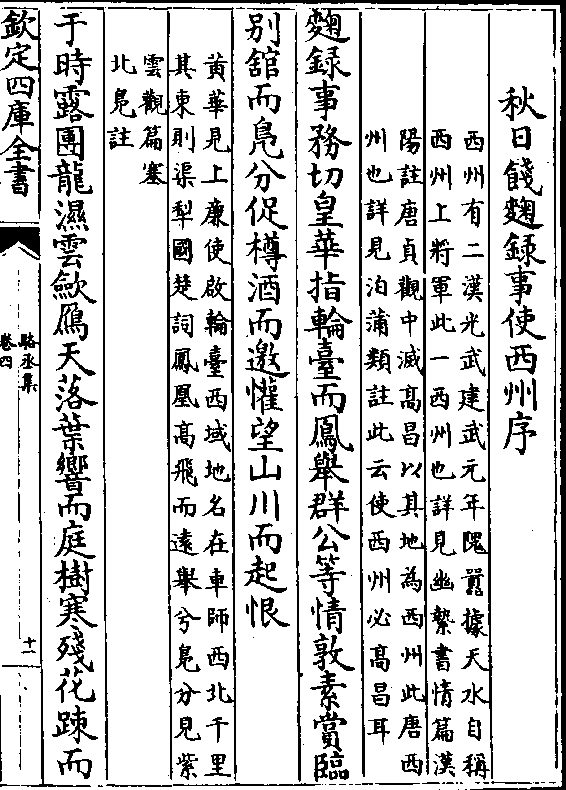 秋日餞麴録事使西州序
西州有二漢光武建武元年隗囂據天水自稱
西州上將軍此一西州也詳見幽縶書情篇漢
陽註唐貞觀中滅高昌以其地為西州此唐西
州也詳見泊蒲類註此云使西州必高昌耳
麴録事務切皇華指輪臺而鳳舉群公等情敦素賞臨
别舘而鳬分促樽酒而邀懽望山川而起恨
黄華見上廉使啟輪臺西域地名在車師西北千里
其東則渠犁國楚詞鳳凰高飛而遠舉兮鳬分見紫
雲觀篇塞
北鳬註
于時露團龍濕雲歛鴈天落葉響而庭樹寒殘花踈而
欽定四庫全書
駱丞集
卷四
十一